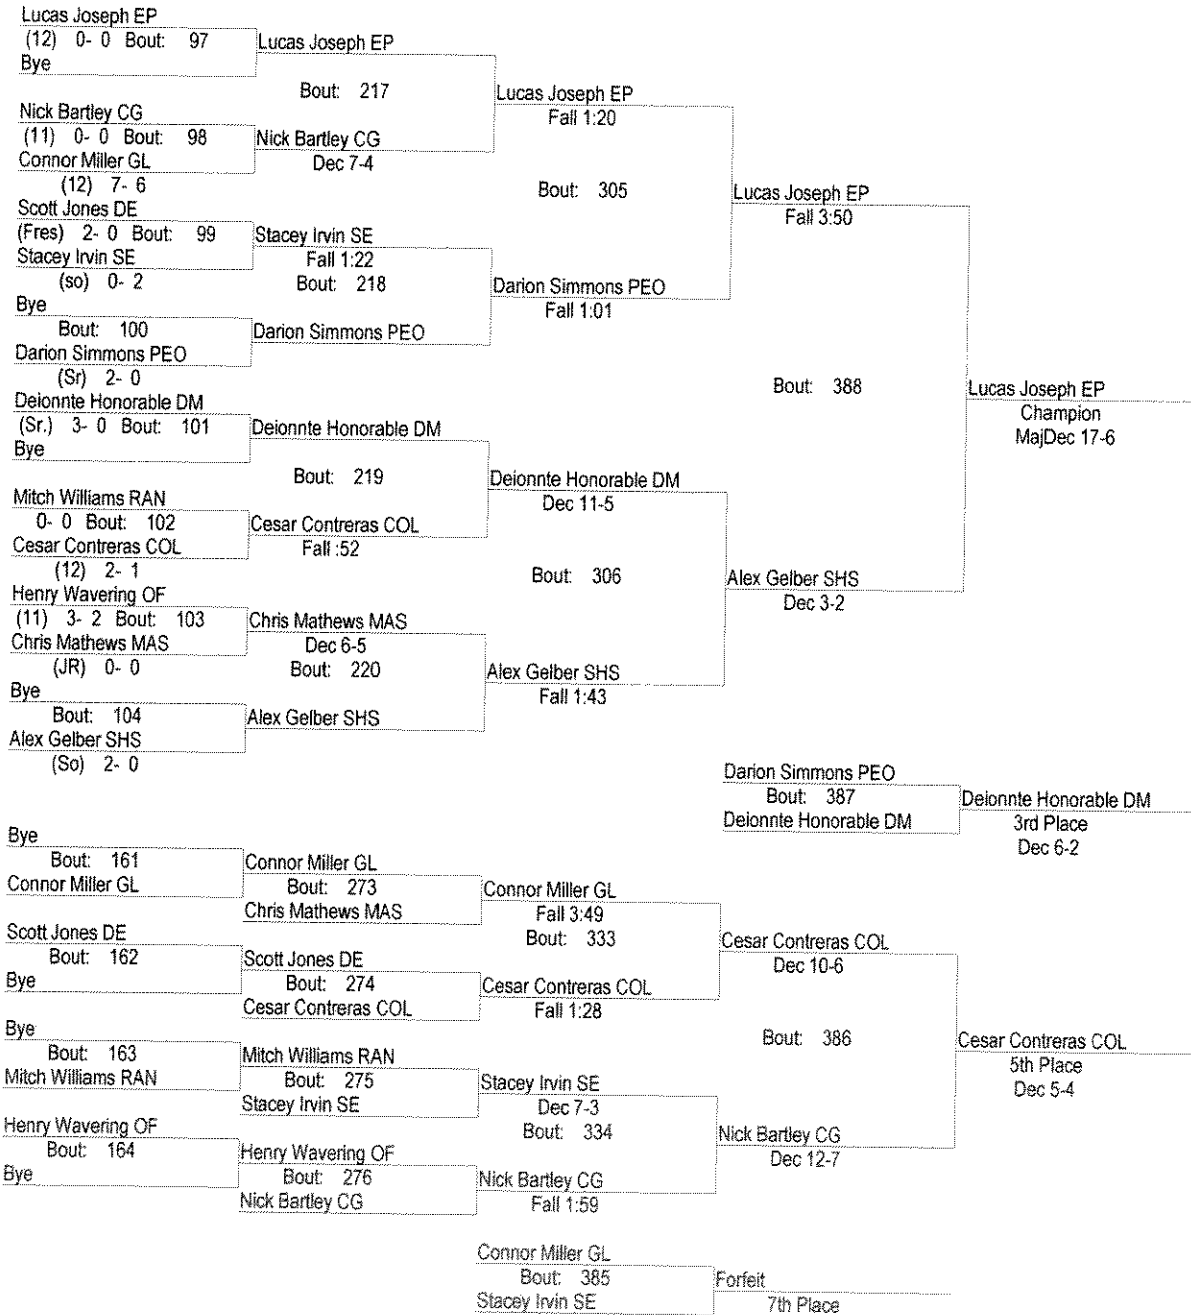 Lucas Joseph EP
(12) 0- 0 Bout: 97
Bye
Lucas Joseph EP
Bout: 217
Nick Bartley CG
(11) 0- 0 Bout: 98
Connor Miller GL
(12) 7- 6
Nick Bartley CG
Dec 7-4
Lucas Joseph EP
Fall 1:20
Bout: 305
Scott Jones DE
(Fres) 2- 0 Bout: 99
Stacey Irvin SE
(so) 0- 2
Stacey Irvin SE
Fall 1:22
Bout: 218
Bye
Bout: 100
Darion Simmons PEO
(Sr) 2- 0
Darion Simmons PEO
Darion Simmons PEO
Fall 1:01
Lucas Joseph EP
Fall 3:50
Bout: 388
Lucas Joseph EP
Champion
MajDec 17-6
Deionnte Honorable DM
(Sr.) 3- 0 Bout: 101
Bye
Deionnte Honorable DM
Bout: 219
Mitch Williams RAN
0- 0 Bout: 102
Cesar Contreras COL
(12) 2- 1
Cesar Contreras COL
Fall :52
Deionnte Honorable DM
Dec 11-5
Bout: 306
Henry Wavering OF
(11) 3- 2 Bout: 103
Chris Mathews MAS
(JR) 0- 0
Chris Mathews MAS
Dec 6-5
Bout: 220
Bye
Bout: 104
Alex Gelber SHS
(So) 2- 0
Alex Gelber SHS
Alex Gelber SHS
Fall 1:43
Alex Gelber SHS
Dec 3-2
Darion Simmons PEO
Bout: 387
Deionnte Honorable DM
Deionnte Honorable DM
3rd Place
Dec 6-2
Bye
Bout: 161
Connor Miller GL
Connor Miller GL
Bout: 273
Chris Mathews MAS
Connor Miller GL
Fall 3:49
Bout: 333
Scott Jones DE
Bout: 162
Bye
Scott Jones DE
Bout: 274
Cesar Contreras COL
Cesar Contreras COL
Fall 1:28
Cesar Contreras COL
Dec 10-6
Bout: 386
Cesar Contreras COL
5th Place
Dec 5-4
Bye
Bout: 163
Mitch Williams RAN
Mitch Williams RAN
Bout: 275
Stacey Irvin SE
Stacey Irvin SE
Dec 7-3
Bout: 334
Henry Wavering OF
Bout: 164
Bye
Henry Wavering OF
Bout: 276
Nick Bartley CG
Nick Bartley CG
Fall 1:59
Nick Bartley CG
Dec 12-7
Connor Miller GL
Bout: 385
Stacey Irvin SE
Forfeit
7th Place